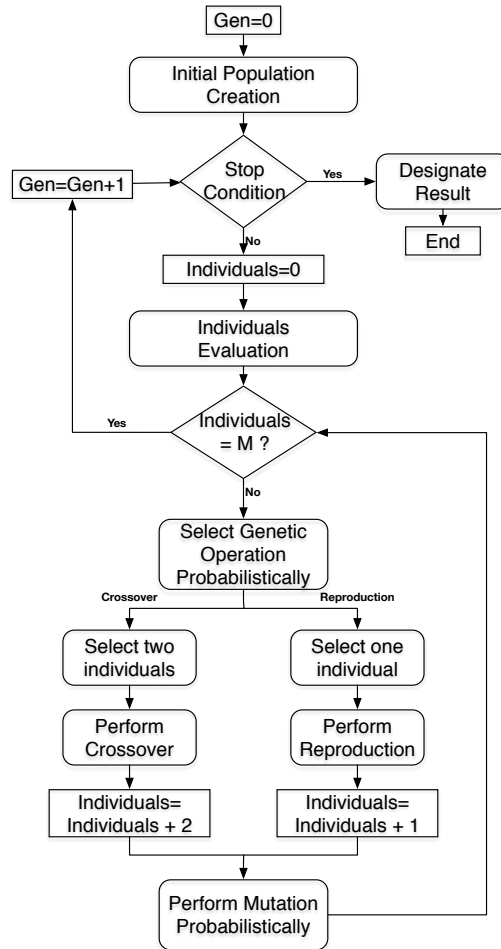 Gen=0
Initial Population
Creation
Stop
Condition
Gen=Gen+1
Yes
Designate
Result
End
No
Individuals=0
Individuals
Evaluation
Yes
Individuals
= M ?
No
Select Genetic
Operation
Probabilistically
Crossover
Reproduction
Select two
individuals
Select one
individual
Perform
Crossover
Perform
Reproduction
Individuals=
Individuals + 2
Individuals=
Individuals + 1
Perform Mutation
Probabilistically